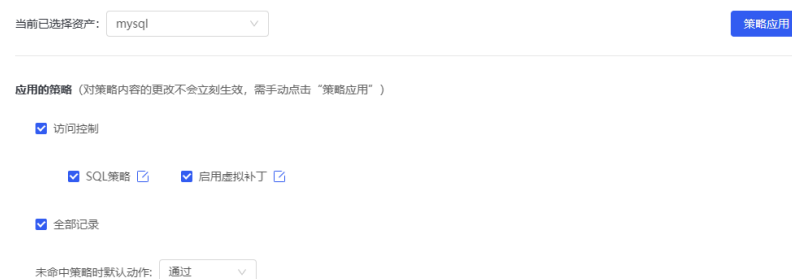 当前已选择资产: mysql 策略应用
应用的策略（对策略内容的更改不会立刻生效，需手动点击“策略应用”）
访问控制
SQL策略 启用虚拟补丁
全部记录
未命中策略时默认动作: 通过